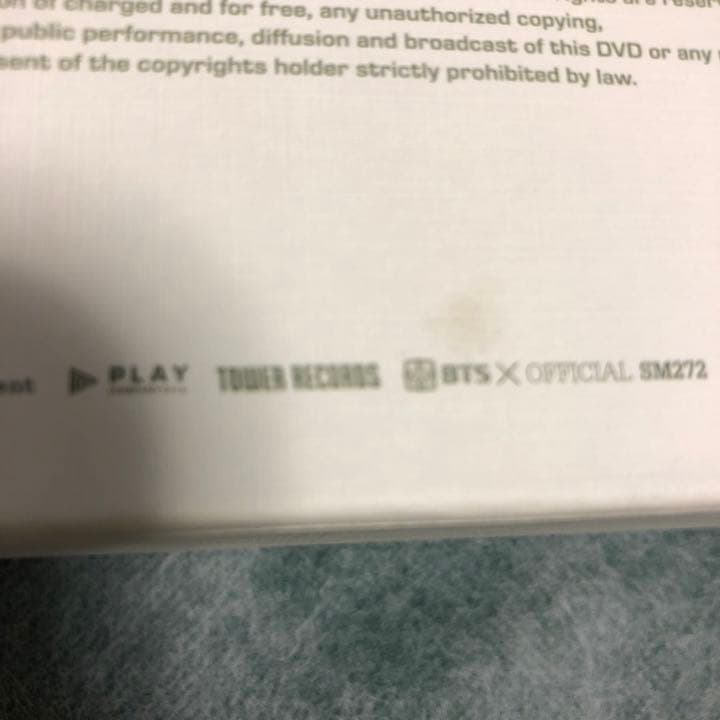 of charged and for free, any unauthorized copying,
public performance, diffusion and broadcast of this DVD or any
sent of the copyrights holder strictly prohibited by law.
PLAY TOWER RECORDS BTS X OFFICIAL SM272